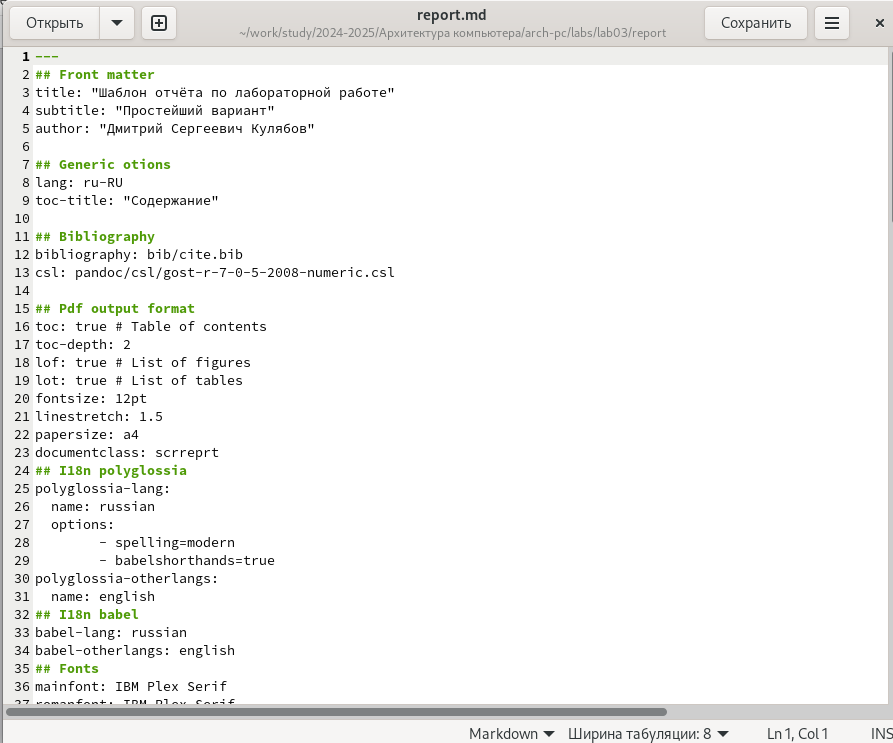 Открыть
report.md
~/work/study/2024-2025/Архитектура компьютера/arch-pc/labs/lab03/report
Сохранить
1 ---
2 ## Front matter
3 title: "Шаблон отчёта по лабораторной работе"
4 subtitle: "Простейший вариант"
5 author: "Дмитрий Сергеевич Кулябов"
6
7 ## Generic otions
8 lang: ru-RU
9 toc-title: "Содержание"
10
11 ## Bibliography
12 bibliography: bib/cite.bib
13 csl: pandoc/csl/gost-r-7-0-5-2008-numeric.csl
14
15 ## Pdf output format
16 toc: true # Table of contents
17 toc-depth: 2
18 lof: true # List of figures
19 lot: true # List of tables
20 fontsize: 12pt
21 linestretch: 1.5
22 papersize: a4
23 documentclass: scrreprt
24 ## I18n polyglossia
25 polyglossia-lang:
26   name: russian
27   options:
28         - spelling=modern
29         - babelshorthands=true
30 polyglossia-otherlangs:
31   name: english
32 ## I18n babel
33 babel-lang: russian
34 babel-otherlangs: english
35 ## Fonts
36 mainfont: IBM Plex Serif
37 romanfont: IBM Plex Serif
Markdown Ширина табуляции: 8 Ln 1, Col 1 INS